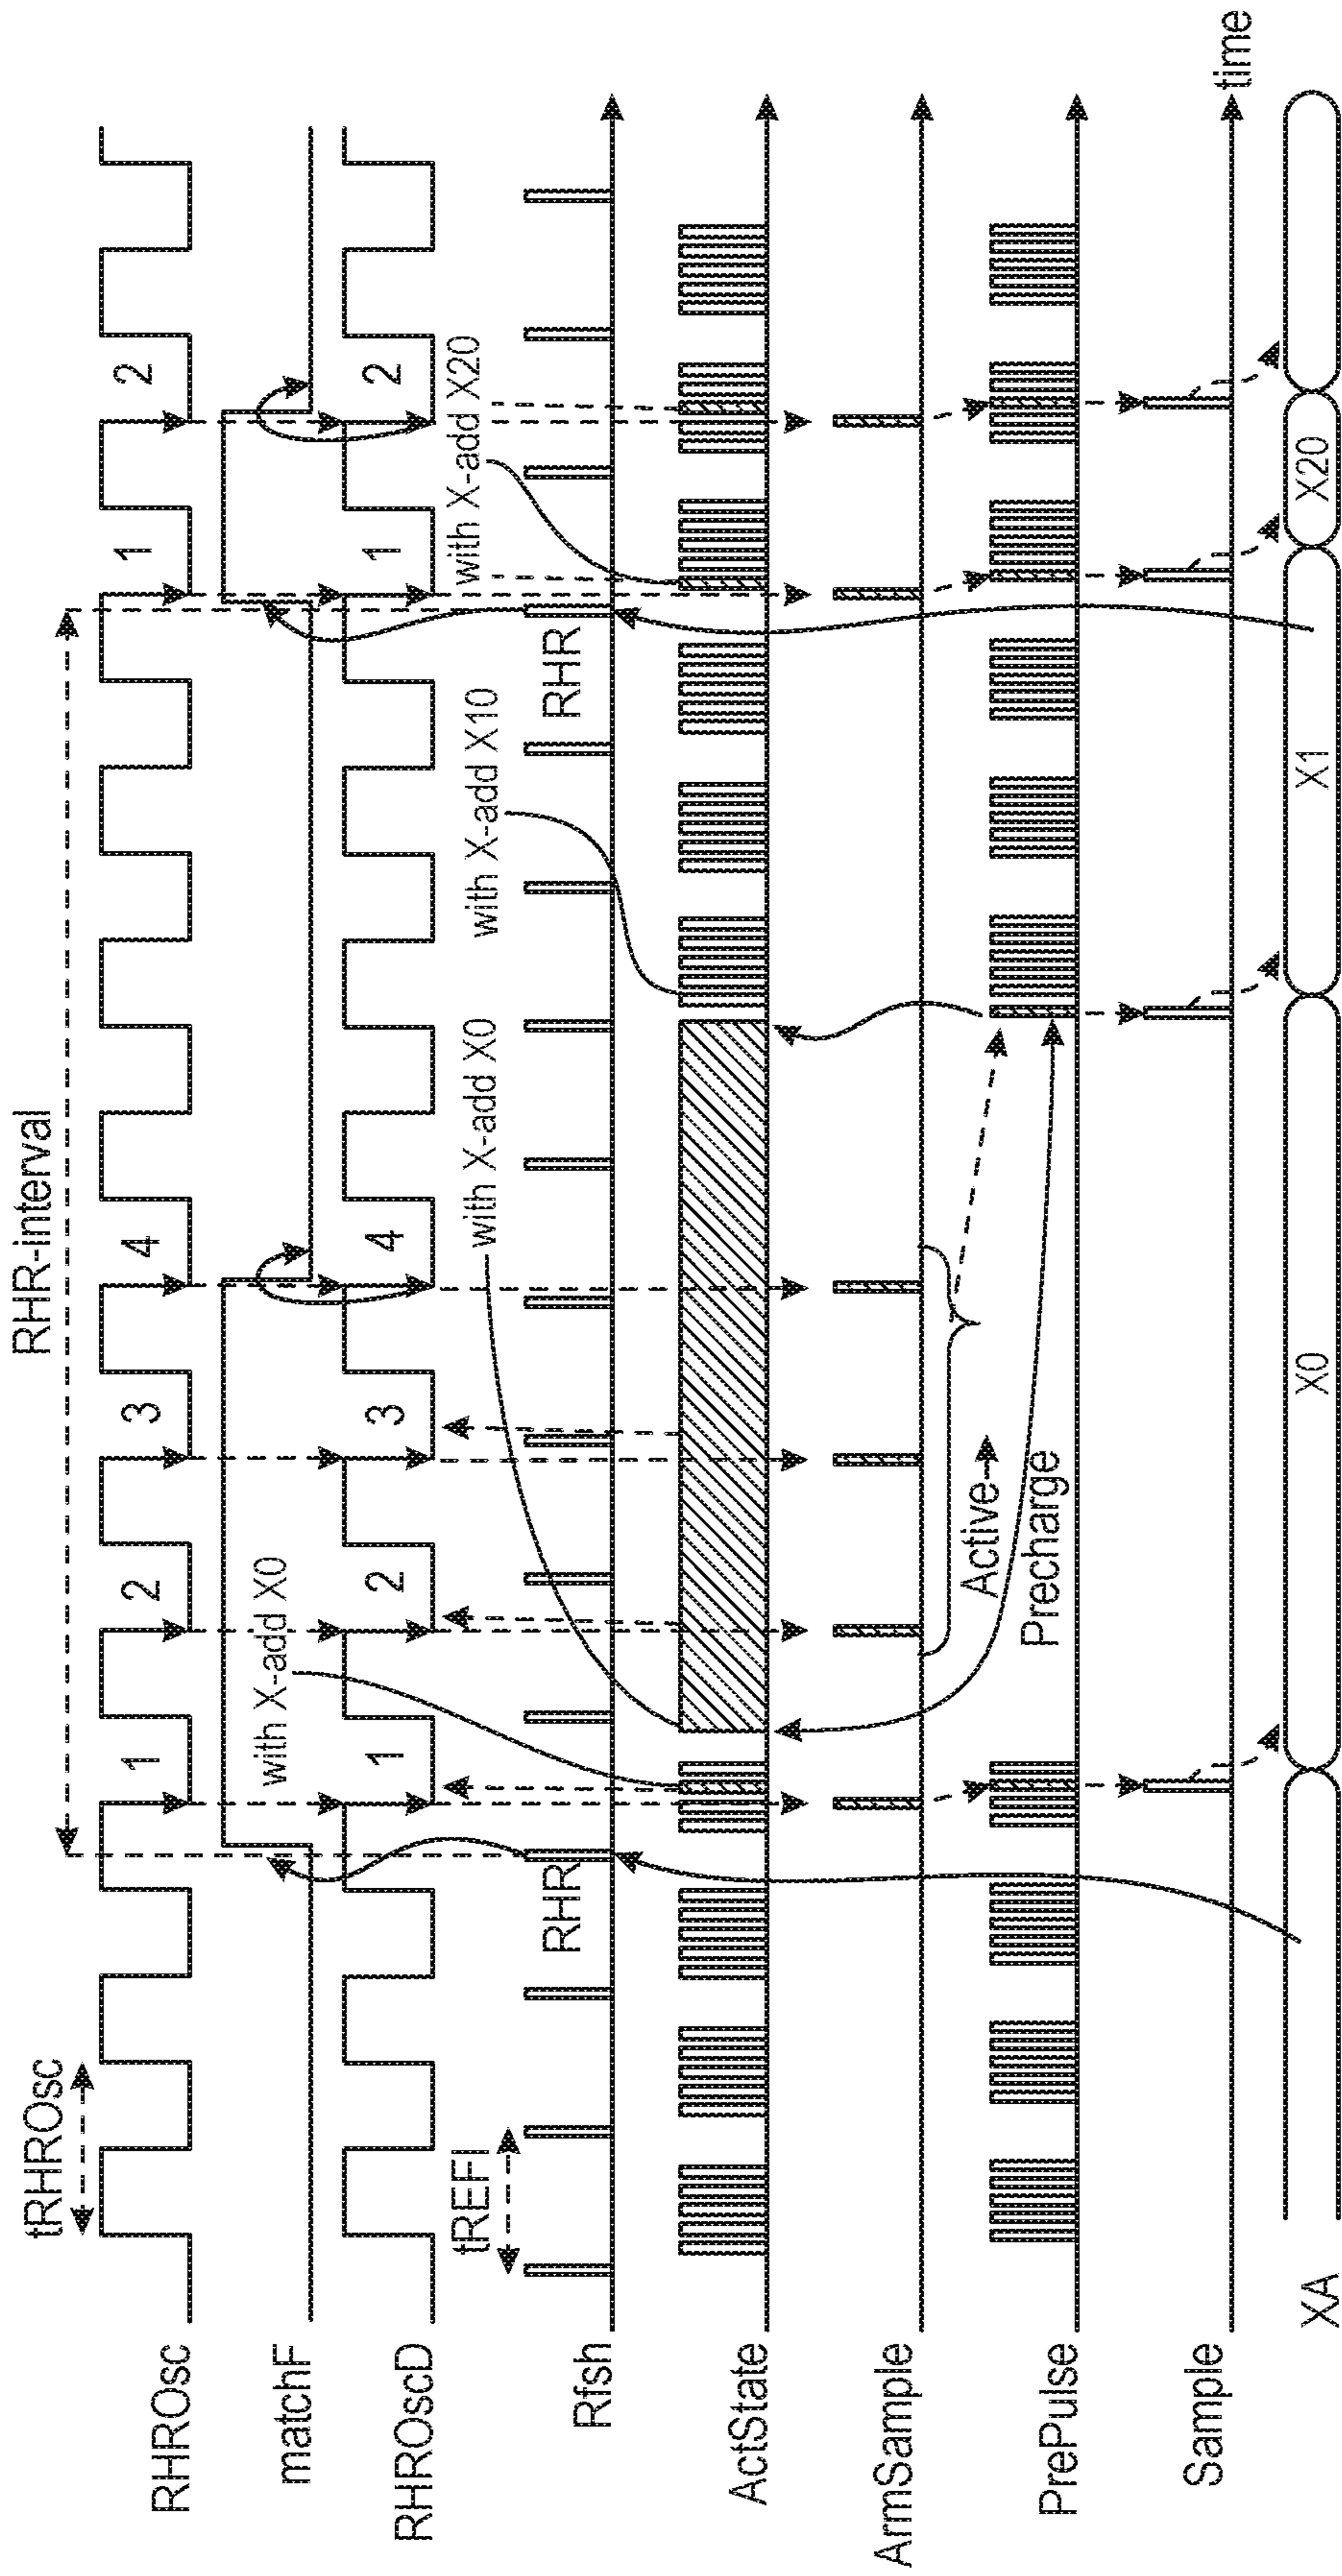 RHR-interval
tRHROsc
RHROsc
1
2
3
4
1
2
matchF
with X-add X0
RHROscD
1
2
3
4
1
2
tREFI
with X-add X0
with X-add X10
with X-add X20
Rfsh
RHR
RHR
ActState
ArmSample
Active→
Precharge
PrePulse
Sample
time
XA
X0
X1
X20